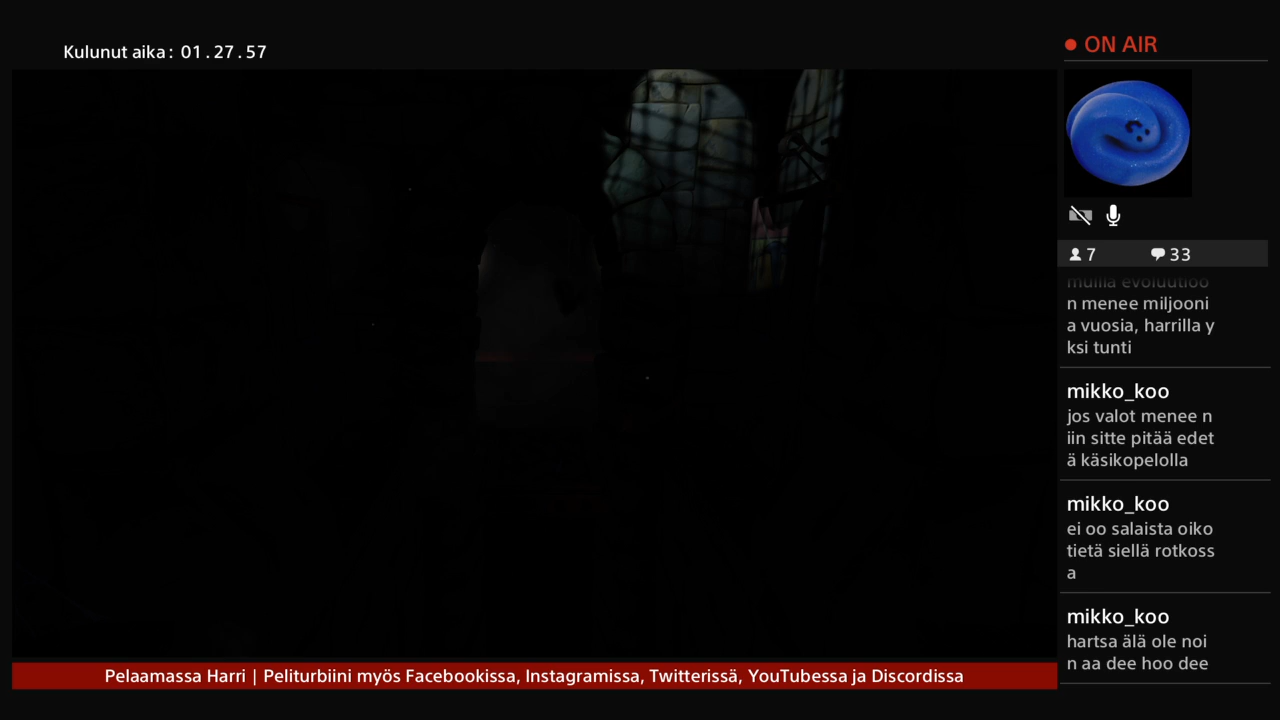 Kulunut aika: 01.27.57
ON AIR
7 33
muilla evoluutioo
n menee miljooni
a vuosia, harrilla y
ksi tunti
mikko_koo
jos valot menee n
iin sitte pitää edet
ä käsikopelolla
mikko_koo
ei oo salaista oiko
tietä siellä rotkoss
a
mikko_koo
hartsa älä ole noi
n aa dee hoo dee
Pelaamassa Harri | Peliturbiini myös Facebookissa, Instagramissa, Twitterissä, YouTubessa ja Discordissa